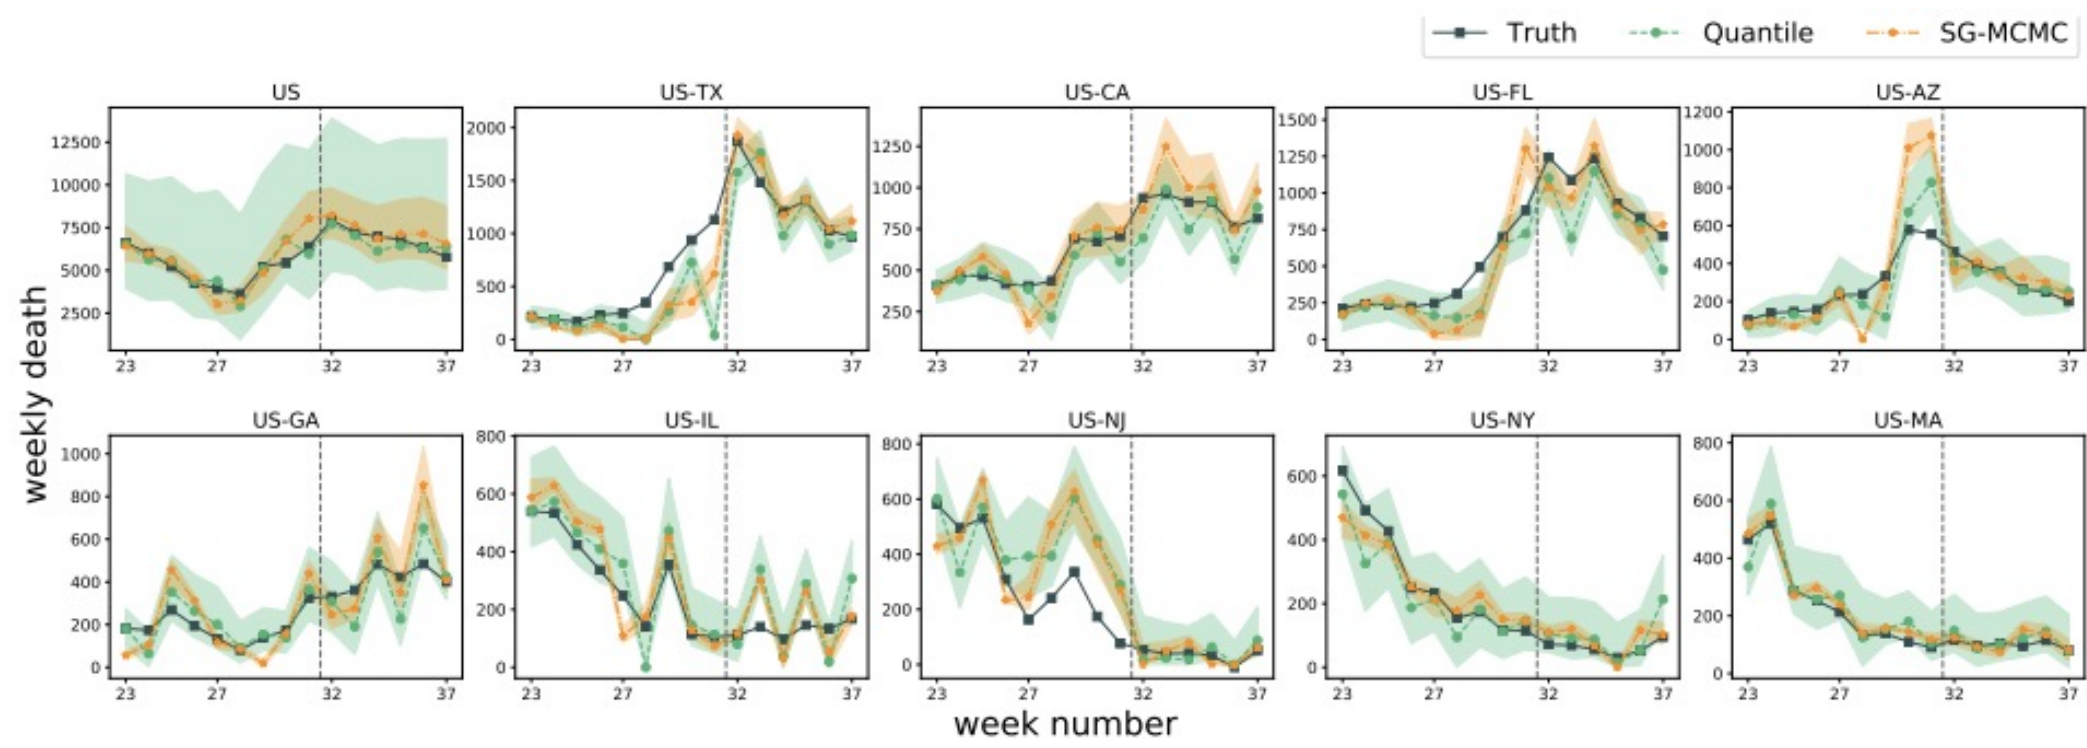 Truth Quantile SG-MCMC
US US-TX US-CA US-FL US-AZ
12500 10000 7500 5000 2500
2000 1500 1000 500 0
1250 1000 750 500 250
1500 1250 1000 750 500 250 0
1200 1000 800 600 400 200 0
23 27 32 37 23 27 32 37 23 27 32 37 23 27 32 37 23 27 32 37
weekly death
US-GA US-IL US-NJ US-NY US-MA
1000 800 600 400 200 0
800 600 400 200 0
800 600 400 200 0
600 400 200 0
800 600 400 200 0
23 27 32 37 23 27 32 37 23 27 32 37 23 27 32 37 23 27 32 37
week number